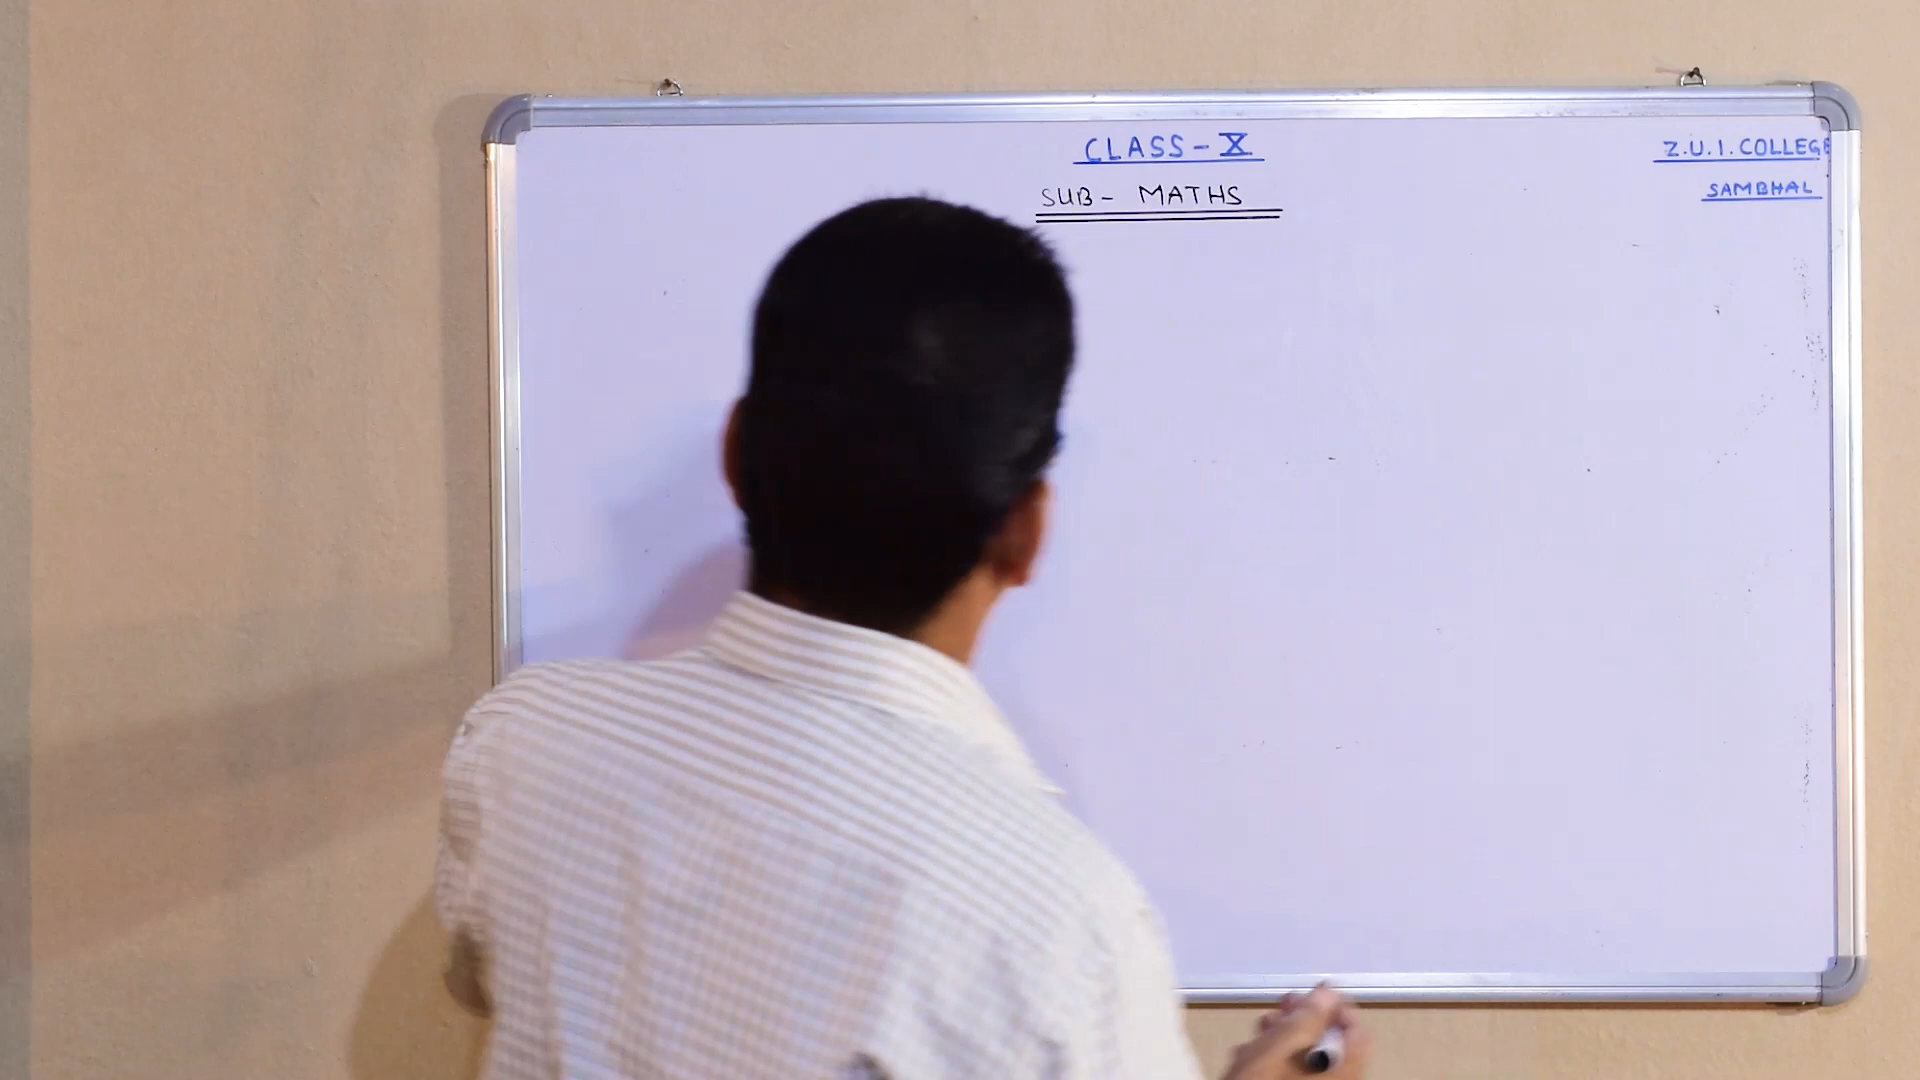 CLASS - X
Z.U.I. COLLEGE
SUB - MATHS
SAMBHAL